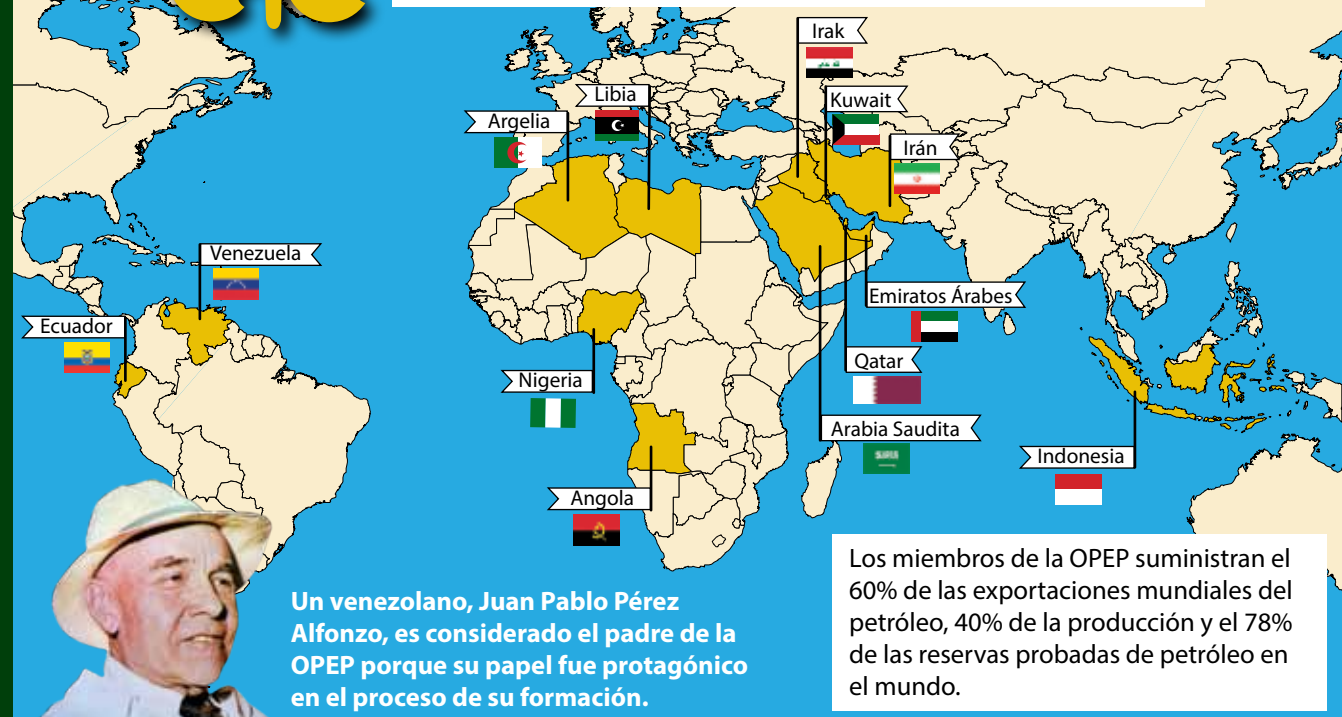 Irak
Libia
Kuwait
Argelia
Irán
Venezuela
Emiratos Árabes
Ecuador
Qatar
Nigeria
Arabia Saudita
Indonesia
Angola
Un venezolano, Juan Pablo Pérez
Alfonzo, es considerado el padre de la
OPEP porque su papel fue protagónico
en el proceso de su formación.
Los miembros de la OPEP suministran el
60% de las exportaciones mundiales del
petróleo, 40% de la producción y el 78%
de las reservas probadas de petróleo en
el mundo.